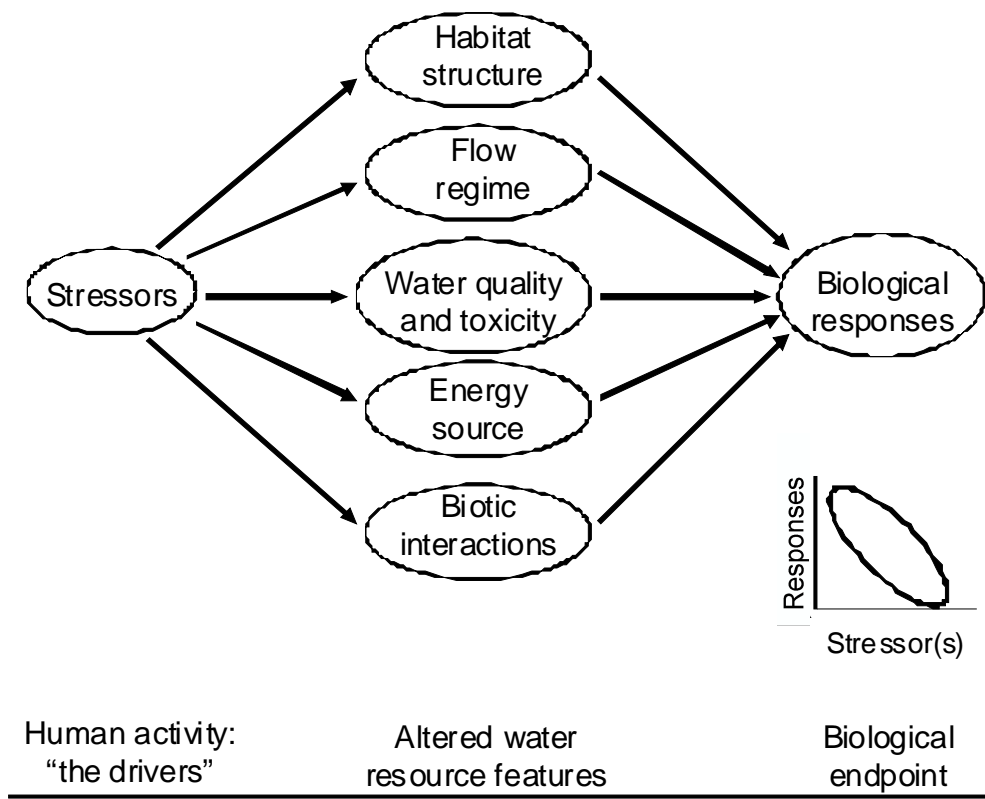 Habitat
structure
Flow
regime
Stressors
Water quality
and toxicity
Biological
responses
Energy
source
Biotic
interactions
Responses
Stressor(s)
Human activity:
“the drivers”
Altered water
resource features
Biological
endpoint